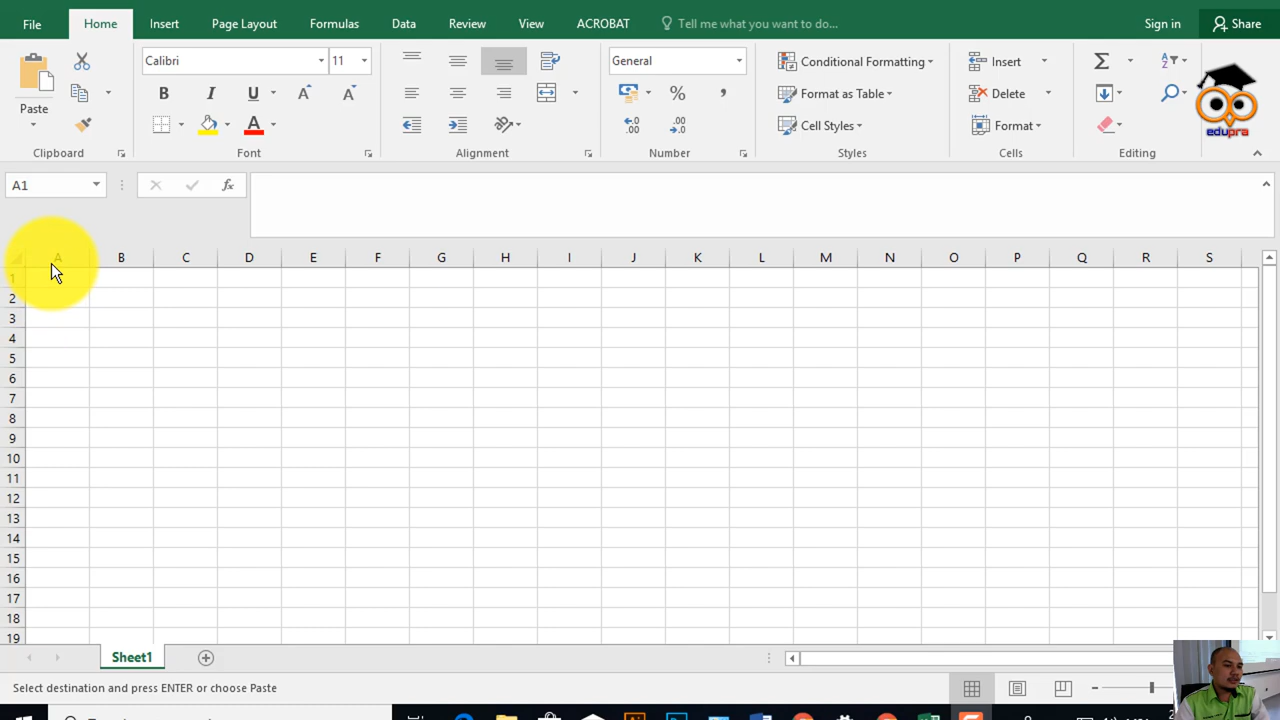 File Home Insert Page Layout Formulas Data Review View ACROBAT Tell me what you want to do... Sign in Share
Calibri 11 General Conditional Formatting Insert
Paste B I U % , Format as Table Delete
Cell Styles Format
Clipboard Font Alignment Number Styles Cells Editing
edupra
A1 fx
A B C D E F G H I J K L M N O P Q R S
1
2
3
4
5
6
7
8
9
10
11
12
13
14
15
16
17
18
19
Sheet1
Select destination and press ENTER or choose Paste